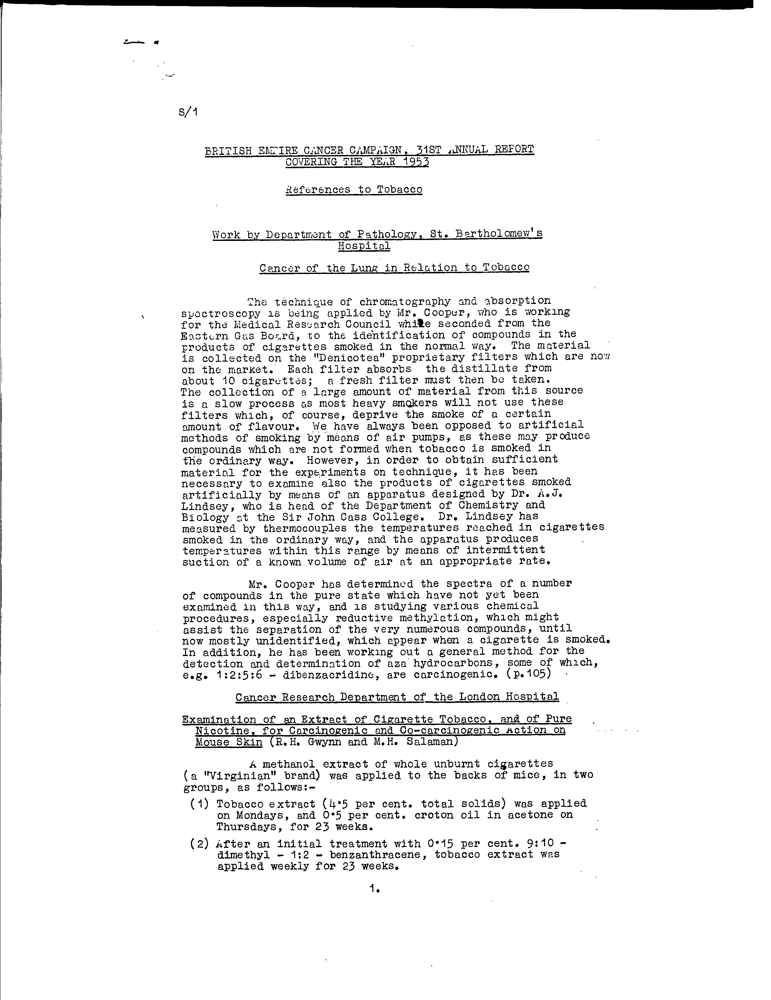 S/1
BRITISH EMPIRE CANCER CAMPAIGN, 31ST ANNUAL REPORT
COVERING THE YEAR 1953
References to Tobacco
Work by Department of Pathology, St. Bartholomew's
Hospital
Cancer of the Lung in Relation to Tobacco
The technique of chromatography and absorption
spectroscopy is being applied by Mr. Cooper, who is working
for the Medical Research Council while seconded from the
Eastern Gas Board, to the identification of compounds in the
products of cigarettes smoked in the normal way. The material
is collected on the "Denicotea" proprietary filters which are now
on the market. Each filter absorbs the distillate from
about 10 cigarettes; a fresh filter must then be taken.
The collection of a large amount of material from this source
is a slow process as most heavy smokers will not use these
filters which, of course, deprive the smoke of a certain
amount of flavour. We have always been opposed to artificial
methods of smoking by means of air pumps, as these may produce
compounds which are not formed when tobacco is smoked in
the ordinary way. However, in order to obtain sufficient
material for the experiments on technique, it has been
necessary to examine also the products of cigarettes smoked
artificially by means of an apparatus designed by Dr. A.J.
Lindsey, who is head of the Department of Chemistry and
Biology at the Sir John Cass College. Dr. Lindsey has
measured by thermocouples the temperatures reached in cigarettes
smoked in the ordinary way, and the apparatus produces
temperatures within this range by means of intermittent
suction of a known volume of air at an appropriate rate.
Mr. Cooper has determined the spectra of a number
of compounds in the pure state which have not yet been
examined in this way, and is studying various chemical
procedures, especially reductive methylation, which might
assist the separation of the very numerous compounds, until
now mostly unidentified, which appear when a cigarette is smoked.
In addition, he has been working out a general method for the
detection and determination of aza hydrocarbons, some of which,
e.g. 1:2:5:6 - dibenzacridine, are carcinogenic. (p.105)
Cancer Research Department of the London Hospital
Examination of an Extract of Cigarette Tobacco, and of Pure
Nicotine, for Carcinogenic and Co-carcinogenic Action on
Mouse Skin (R.H. Gwynn and M.H. Salaman)
A methanol extract of whole unburnt cigarettes
(a "Virginian" brand) was applied to the backs of mice, in two
groups, as follows:-
(1) Tobacco extract (4·5 per cent. total solids) was applied
on Mondays, and 0·5 per cent. croton oil in acetone on
Thursdays, for 23 weeks.
(2) After an initial treatment with 0·15 per cent. 9:10 -
dimethyl - 1:2 - benzanthracene, tobacco extract was
applied weekly for 23 weeks.
1.